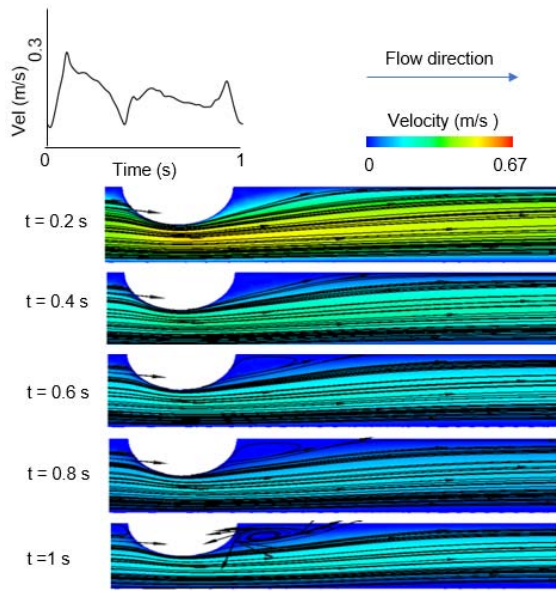 0.3
Vel (m/s)
0
1
Time (s)
Flow direction
Velocity (m/s )
0
0.67
t = 0.2 s
t = 0.4 s
t = 0.6 s
t = 0.8 s
t =1 s